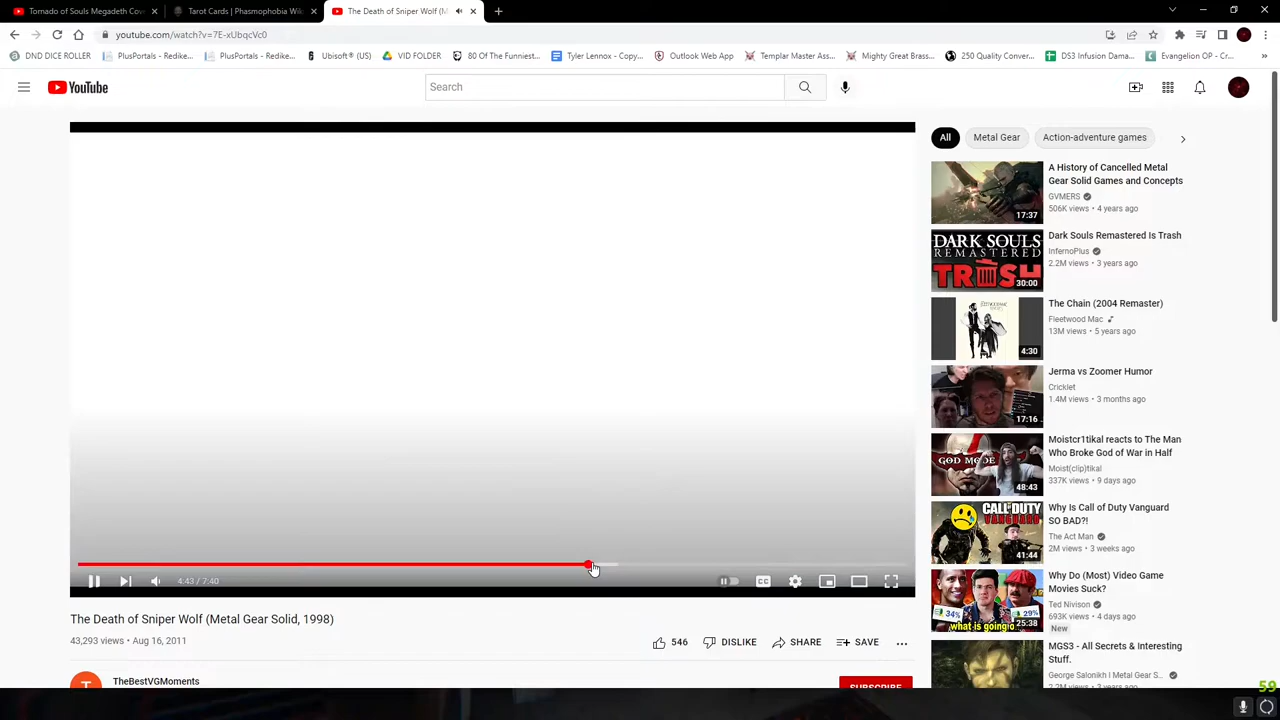 Tornado of Souls Megadeth Cov
Tarot Cards | Phasmophobia Wiki
The Death of Sniper Wolf (M
youtube.com/watch?v=7E-xUbqcVc0
DND DICE ROLLER
PlusPortals - Redike...
PlusPortals - Redike...
Ubisoft® (US)
VID FOLDER
80 Of The Funniest...
Tyler Lennox - Copy...
Outlook Web App
Templar Master Ass...
Mighty Great Brass...
250 Quality Conver...
DS3 Infusion Dama...
Evangelion OP - Cr...
YouTube
Search
All
Metal Gear
Action-adventure games
A History of Cancelled Metal
Gear Solid Games and Concepts
GVMERS
506K views • 4 years ago
17:37
Dark Souls Remastered Is Trash
InfernoPlus
2.2M views • 3 years ago
DARK SOULS
REMASTERED
TRASH
30:00
The Chain (2004 Remaster)
Fleetwood Mac
13M views • 5 years ago
4:30
Jerma vs Zoomer Humor
Cricklet
1.4M views • 3 months ago
17:16
Moistcr1tikal reacts to The Man
Who Broke God of War in Half
Moist(clip)tikal
337K views • 9 days ago
GOD MODE
48:43
Why Is Call of Duty Vanguard
SO BAD?!
The Act Man
2M views • 3 weeks ago
CALL OF DUTY
VANGUARD
41:44
Why Do (Most) Video Game
Movies Suck?
Ted Nivison
693K views • 4 days ago
New
34%
29%
what is going o
25:38
MGS3 - All Secrets & Interesting
Stuff.
George Salonikh I Metal Gear S...
2.2M views • 3 years ago
4:43 / 7:40
CC
The Death of Sniper Wolf (Metal Gear Solid, 1998)
43,293 views • Aug 16, 2011
546
DISLIKE
SHARE
SAVE
T
TheBestVGMoments
SUBSCRIBE
59